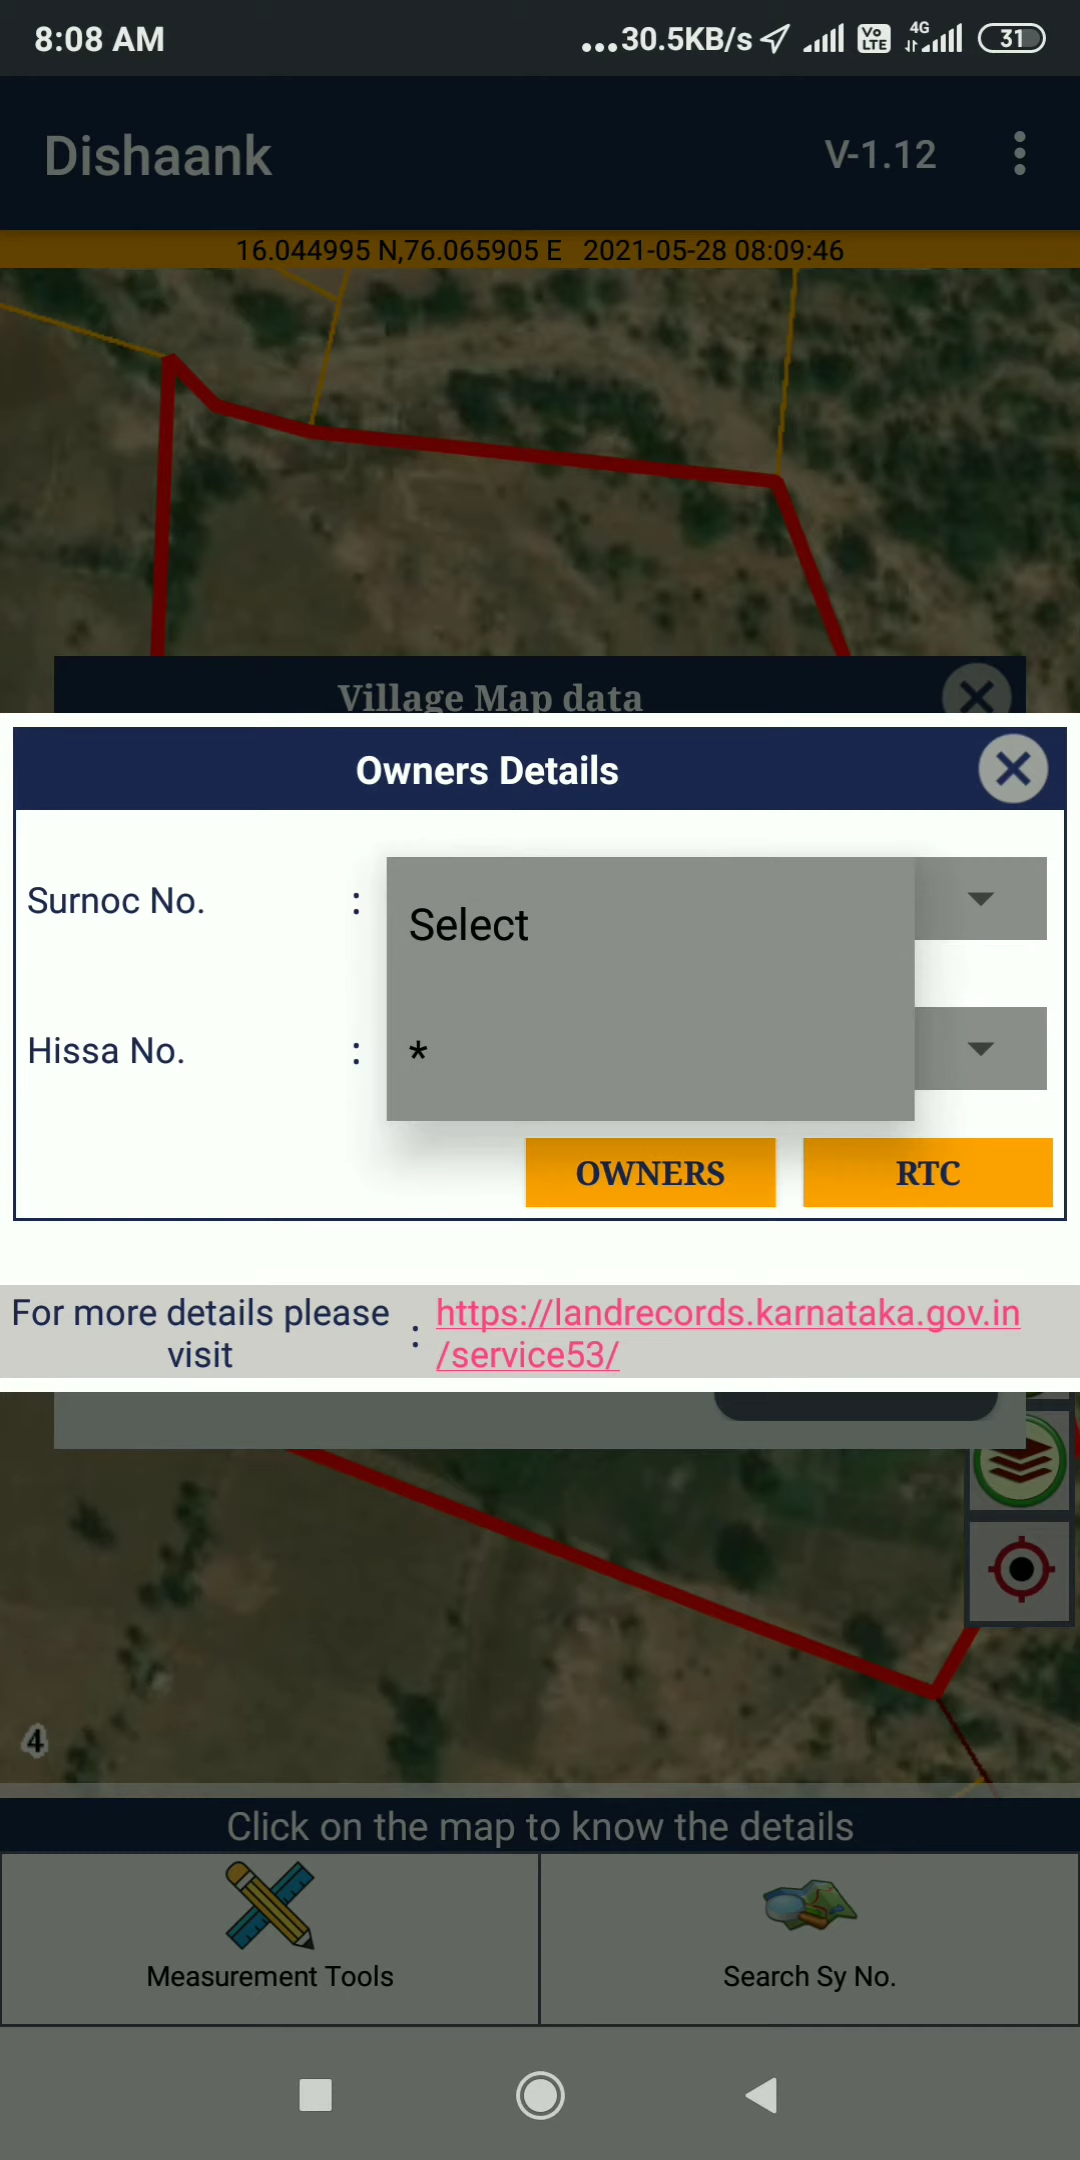 8:08 AM
...30.5KB/s Vo LTE 4G 31
Dishaank V-1.12
16.044995 N,76.065905 E 2021-05-28 08:09:46
Village Map data
Owners Details
Surnoc No. :
Select
Hissa No. :
*
OWNERS RTC
For more details please visit : https://landrecords.karnataka.gov.in
/service53/
4
Click on the map to know the details
Measurement Tools Search Sy No.